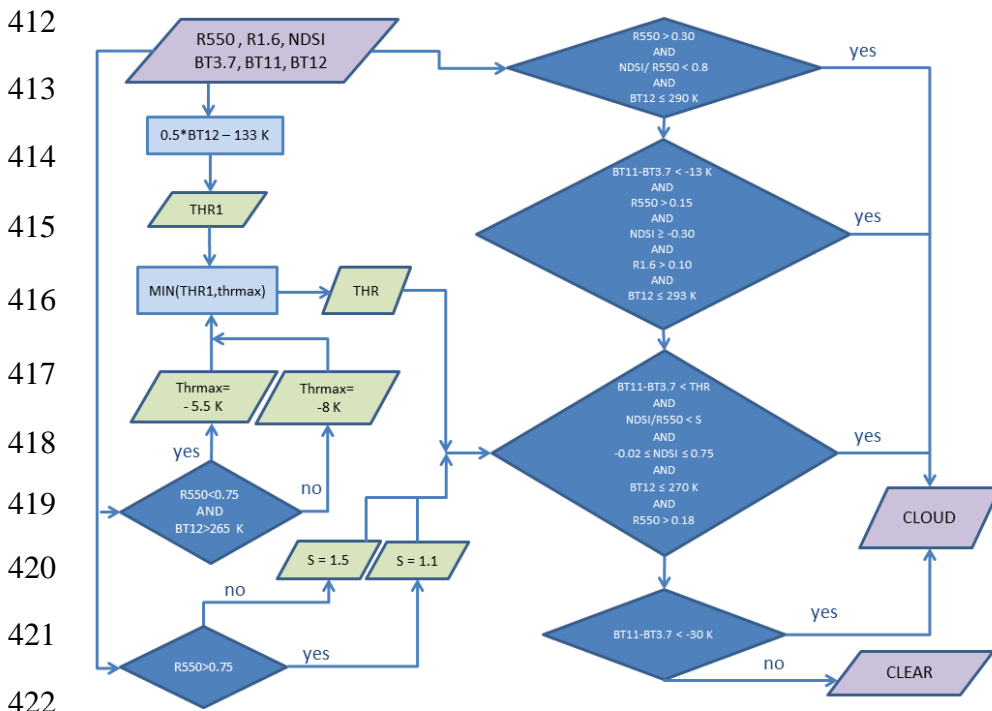 412
R550 , R1.6, NDSI
BT3.7, BT11, BT12
R550 > 0.30
AND
NDSI/ R550 < 0.8
AND
BT12 ≤ 290 K
yes
413
0.5*BT12 – 133 K
414
BT11-BT3.7 < -13 K
AND
R550 > 0.15
AND
NDSI ≥ -0.30
AND
R1.6 > 0.10
AND
BT12 ≤ 293 K
yes
THR1
415
MIN(THR1,thrmax)
THR
416
417
Thrmax=
- 5.5 K
Thrmax=
-8 K
BT11-BT3.7 < THR
AND
NDSI/R550 < S
AND
-0.02 ≤ NDSI ≤ 0.75
AND
BT12 ≤ 270 K
AND
R550 > 0.18
yes
418
yes
no
R550<0.75
AND
BT12>265 K
419
CLOUD
S = 1.5
S = 1.1
420
no
yes
421
BT11-BT3.7 < -30 K
R550>0.75
yes
no
CLEAR
422